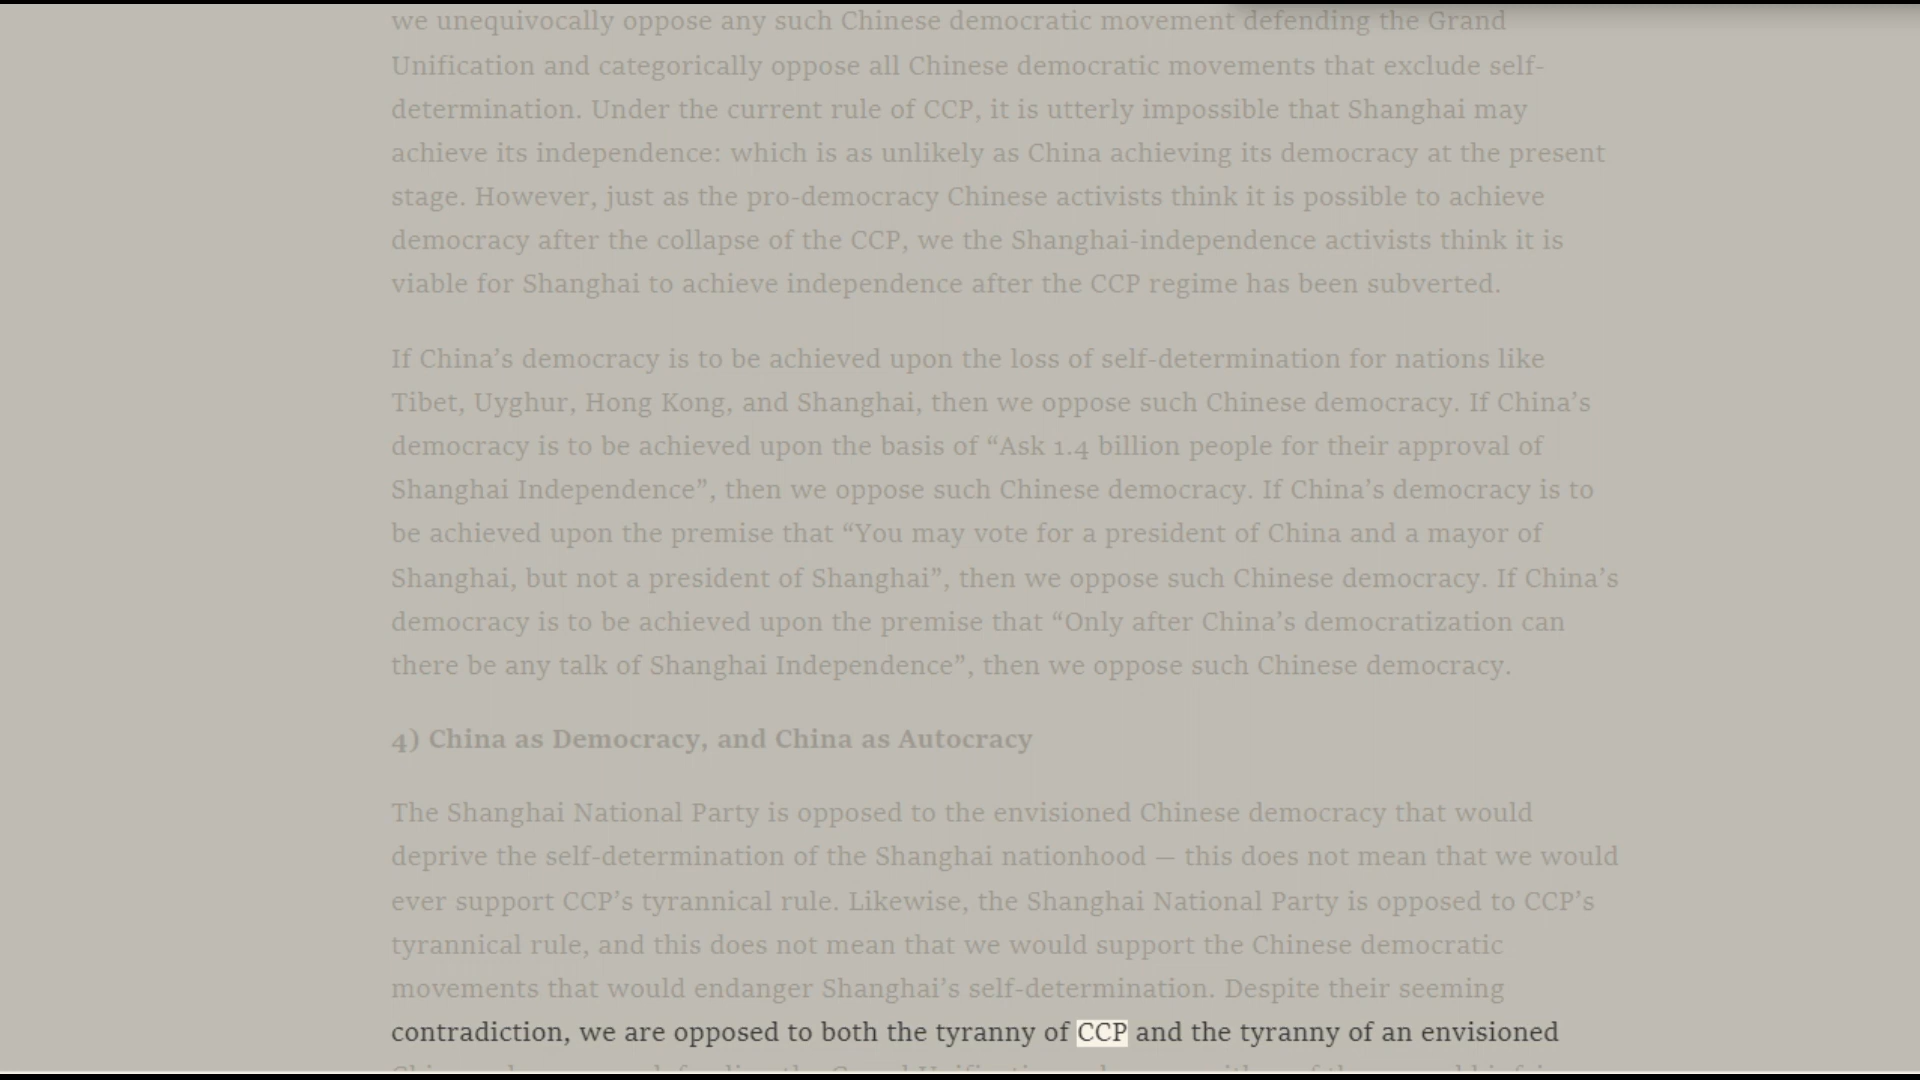 we unequivocally oppose any such Chinese democratic movement defending the Grand
Unification and categorically oppose all Chinese democratic movements that exclude self-
determination. Under the current rule of CCP, it is utterly impossible that Shanghai may
achieve its independence: which is as unlikely as China achieving its democracy at the present
stage. However, just as the pro-democracy Chinese activists think it is possible to achieve
democracy after the collapse of the CCP, we the Shanghai-independence activists think it is
viable for Shanghai to achieve independence after the CCP regime has been subverted.
If China’s democracy is to be achieved upon the loss of self-determination for nations like
Tibet, Uyghur, Hong Kong, and Shanghai, then we oppose such Chinese democracy. If China’s
democracy is to be achieved upon the basis of “Ask 1.4 billion people for their approval of
Shanghai Independence”, then we oppose such Chinese democracy. If China’s democracy is to
be achieved upon the premise that “You may vote for a president of China and a mayor of
Shanghai, but not a president of Shanghai”, then we oppose such Chinese democracy. If China’s
democracy is to be achieved upon the premise that “Only after China’s democratization can
there be any talk of Shanghai Independence”, then we oppose such Chinese democracy.
4) China as Democracy, and China as Autocracy
The Shanghai National Party is opposed to the envisioned Chinese democracy that would
deprive the self-determination of the Shanghai nationhood — this does not mean that we would
ever support CCP’s tyrannical rule. Likewise, the Shanghai National Party is opposed to CCP’s
tyrannical rule, and this does not mean that we would support the Chinese democratic
movements that would endanger Shanghai’s self-determination. Despite their seeming
contradiction, we are opposed to both the tyranny of CCP and the tyranny of an envisioned